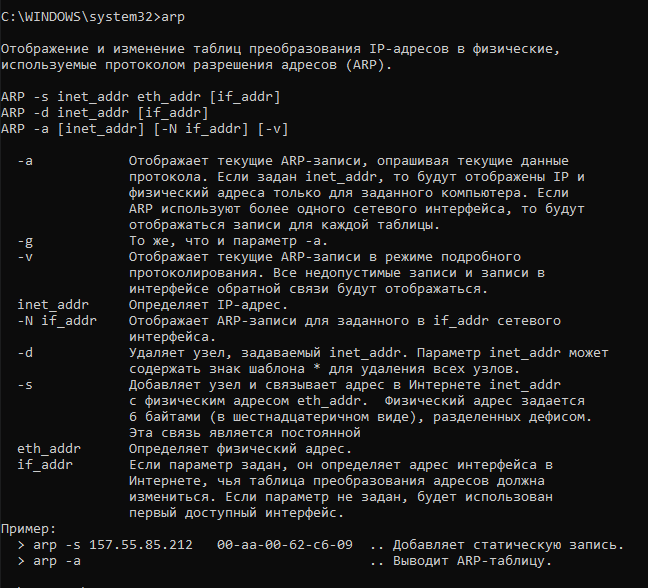 C:\WINDOWS\system32>arp
Отображение и изменение таблиц преобразования IP-адресов в физические,
используемые протоколом разрешения адресов (ARP).
ARP -s inet_addr eth_addr [if_addr]
ARP -d inet_addr [if_addr]
ARP -a [inet_addr] [-N if_addr] [-v]
-a Отображает текущие ARP-записи, опрашивая текущие данные
протокола. Если задан inet_addr, то будут отображены IP и
физический адреса только для заданного компьютера. Если
ARP используют более одного сетевого интерфейса, то будут
отображаться записи для каждой таблицы.
-g То же, что и параметр -a.
-v Отображает текущие ARP-записи в режиме подробного
протоколирования. Все недопустимые записи и записи в
интерфейсе обратной связи будут отображаться.
inet_addr Определяет IP-адрес.
-N if_addr Отображает ARP-записи для заданного в if_addr сетевого
интерфейса.
-d Удаляет узел, задаваемый inet_addr. Параметр inet_addr может
содержать знак шаблона * для удаления всех узлов.
-s Добавляет узел и связывает адрес в Интернете inet_addr
с физическим адресом eth_addr.  Физический адрес задается
6 байтами (в шестнадцатеричном виде), разделенных дефисом.
Эта связь является постоянной
eth_addr Определяет физический адрес.
if_addr Если параметр задан, он определяет адрес интерфейса в
Интернете, чья таблица преобразования адресов должна
измениться. Если параметр не задан, будет использован
первый доступный интерфейс.
Пример:
> arp -s 157.55.85.212   00-aa-00-62-c6-09  .. Добавляет статическую запись.
> arp -a                                    .. Выводит ARP-таблицу.